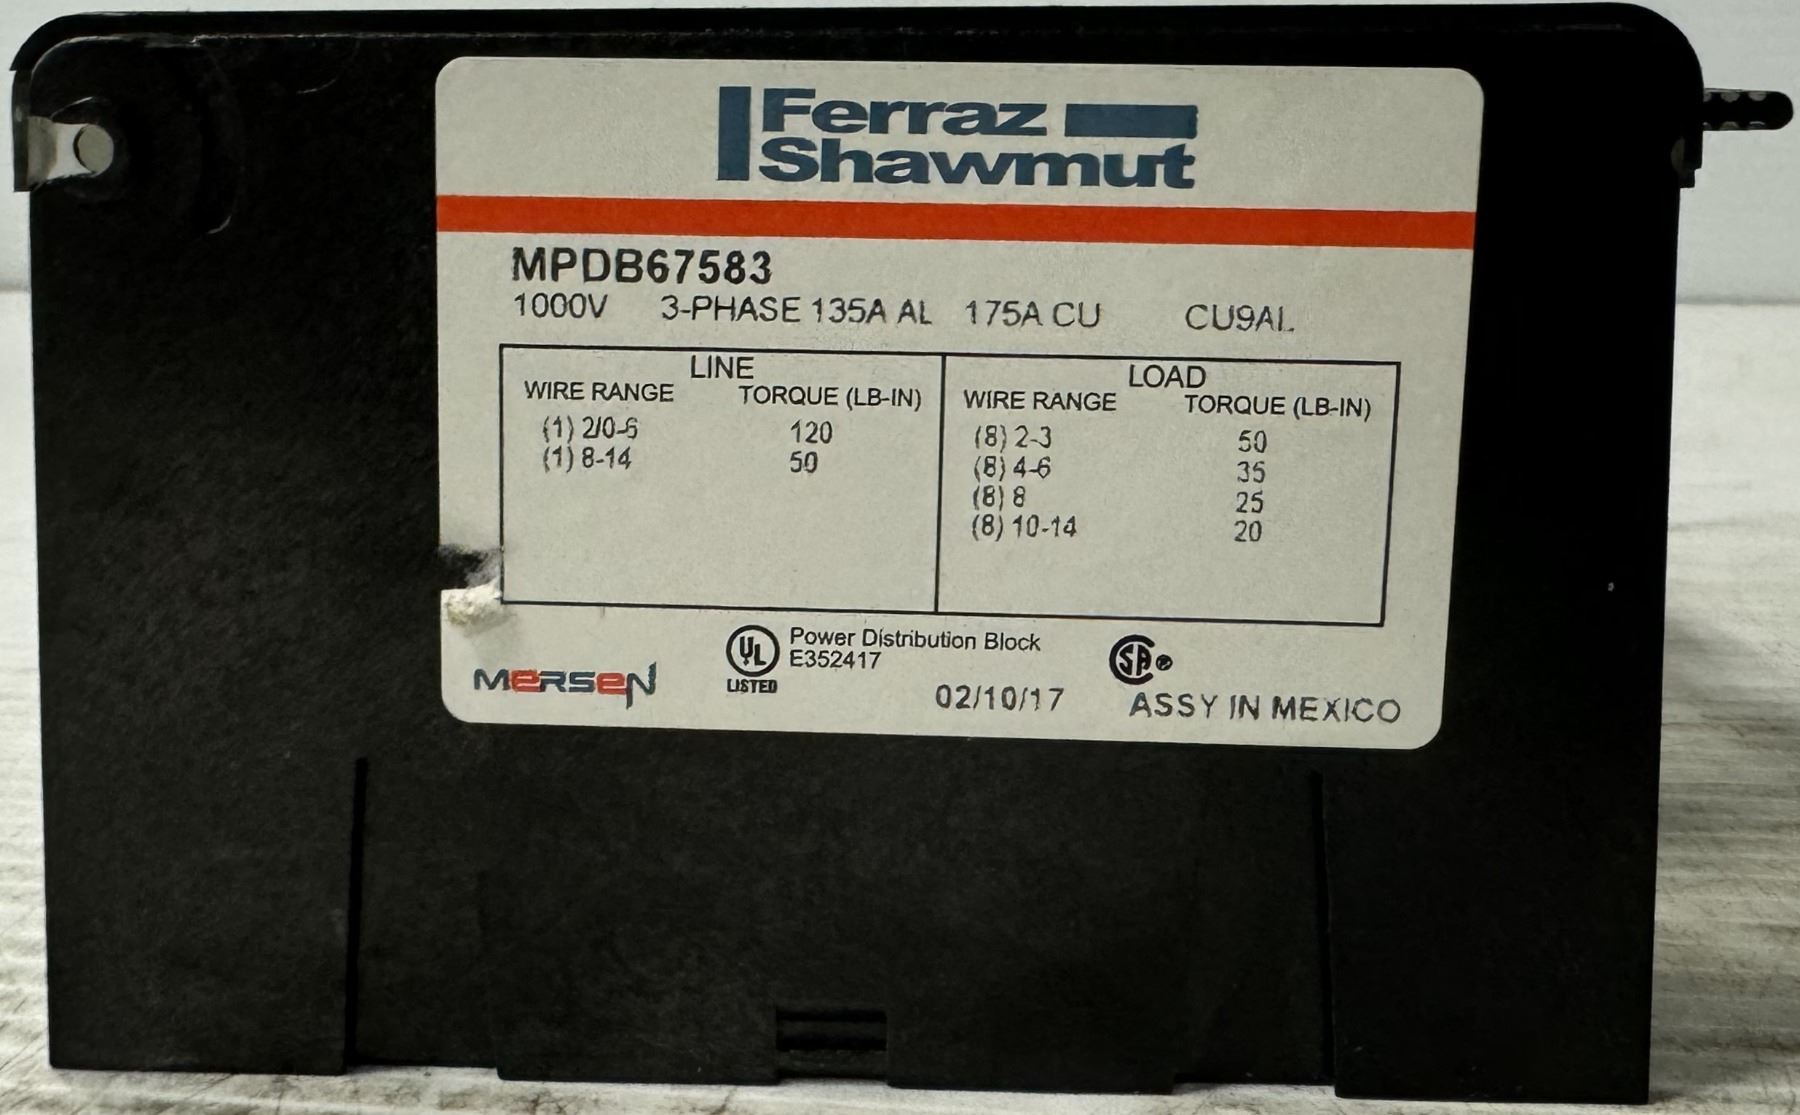 Ferraz
Shawmut
MPDB67583
1000V 3-PHASE 135A AL 175A CU CU9AL
LINE
WIRE RANGE TORQUE (LB-IN)
(1) 2/0-6 120
(1) 8-14 50
LOAD
WIRE RANGE TORQUE (LB-IN)
(8) 2-3 50
(8) 4-6 35
(8) 8 25
(8) 10-14 20
MERSEN
UL
LISTED
Power Distribution Block
E352417
02/10/17
SA
ASSY IN MEXICO